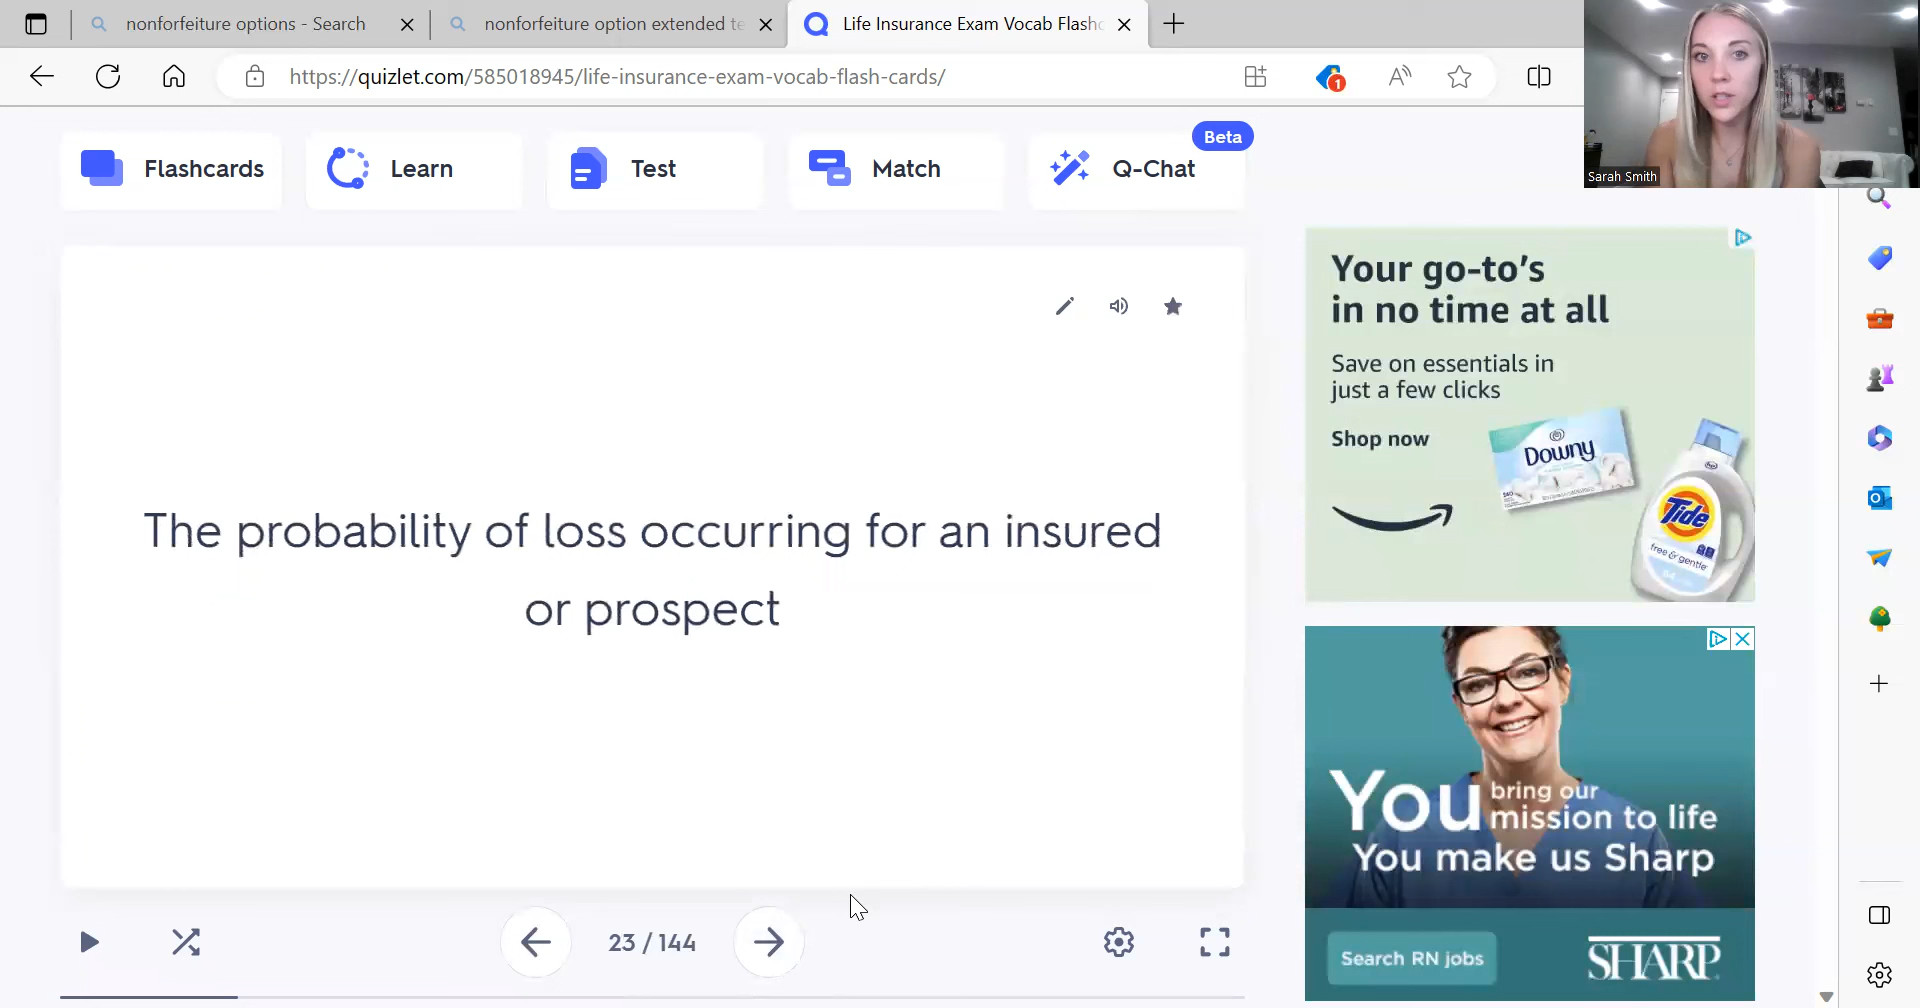 nonforfeiture options - Search
nonforfeiture option extended te
Life Insurance Exam Vocab Flashc
https://quizlet.com/585018945/life-insurance-exam-vocab-flash-cards/
1
Sarah Smith
Flashcards
Learn
Test
Match
Q-Chat
Beta
The probability of loss occurring for an insured
or prospect
23 / 144
Your go-to's
in no time at all
Save on essentials in
just a few clicks
Shop now
Downy
Tide
free & gentle
You bring our
mission to life
You make us Sharp
Search RN jobs
SHARP